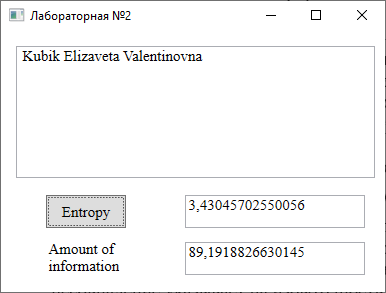 Лабораторная №2
Kubik Elizaveta Valentinovna
Entropy
3,43045702550056
Amount of
information
89,1918826630145